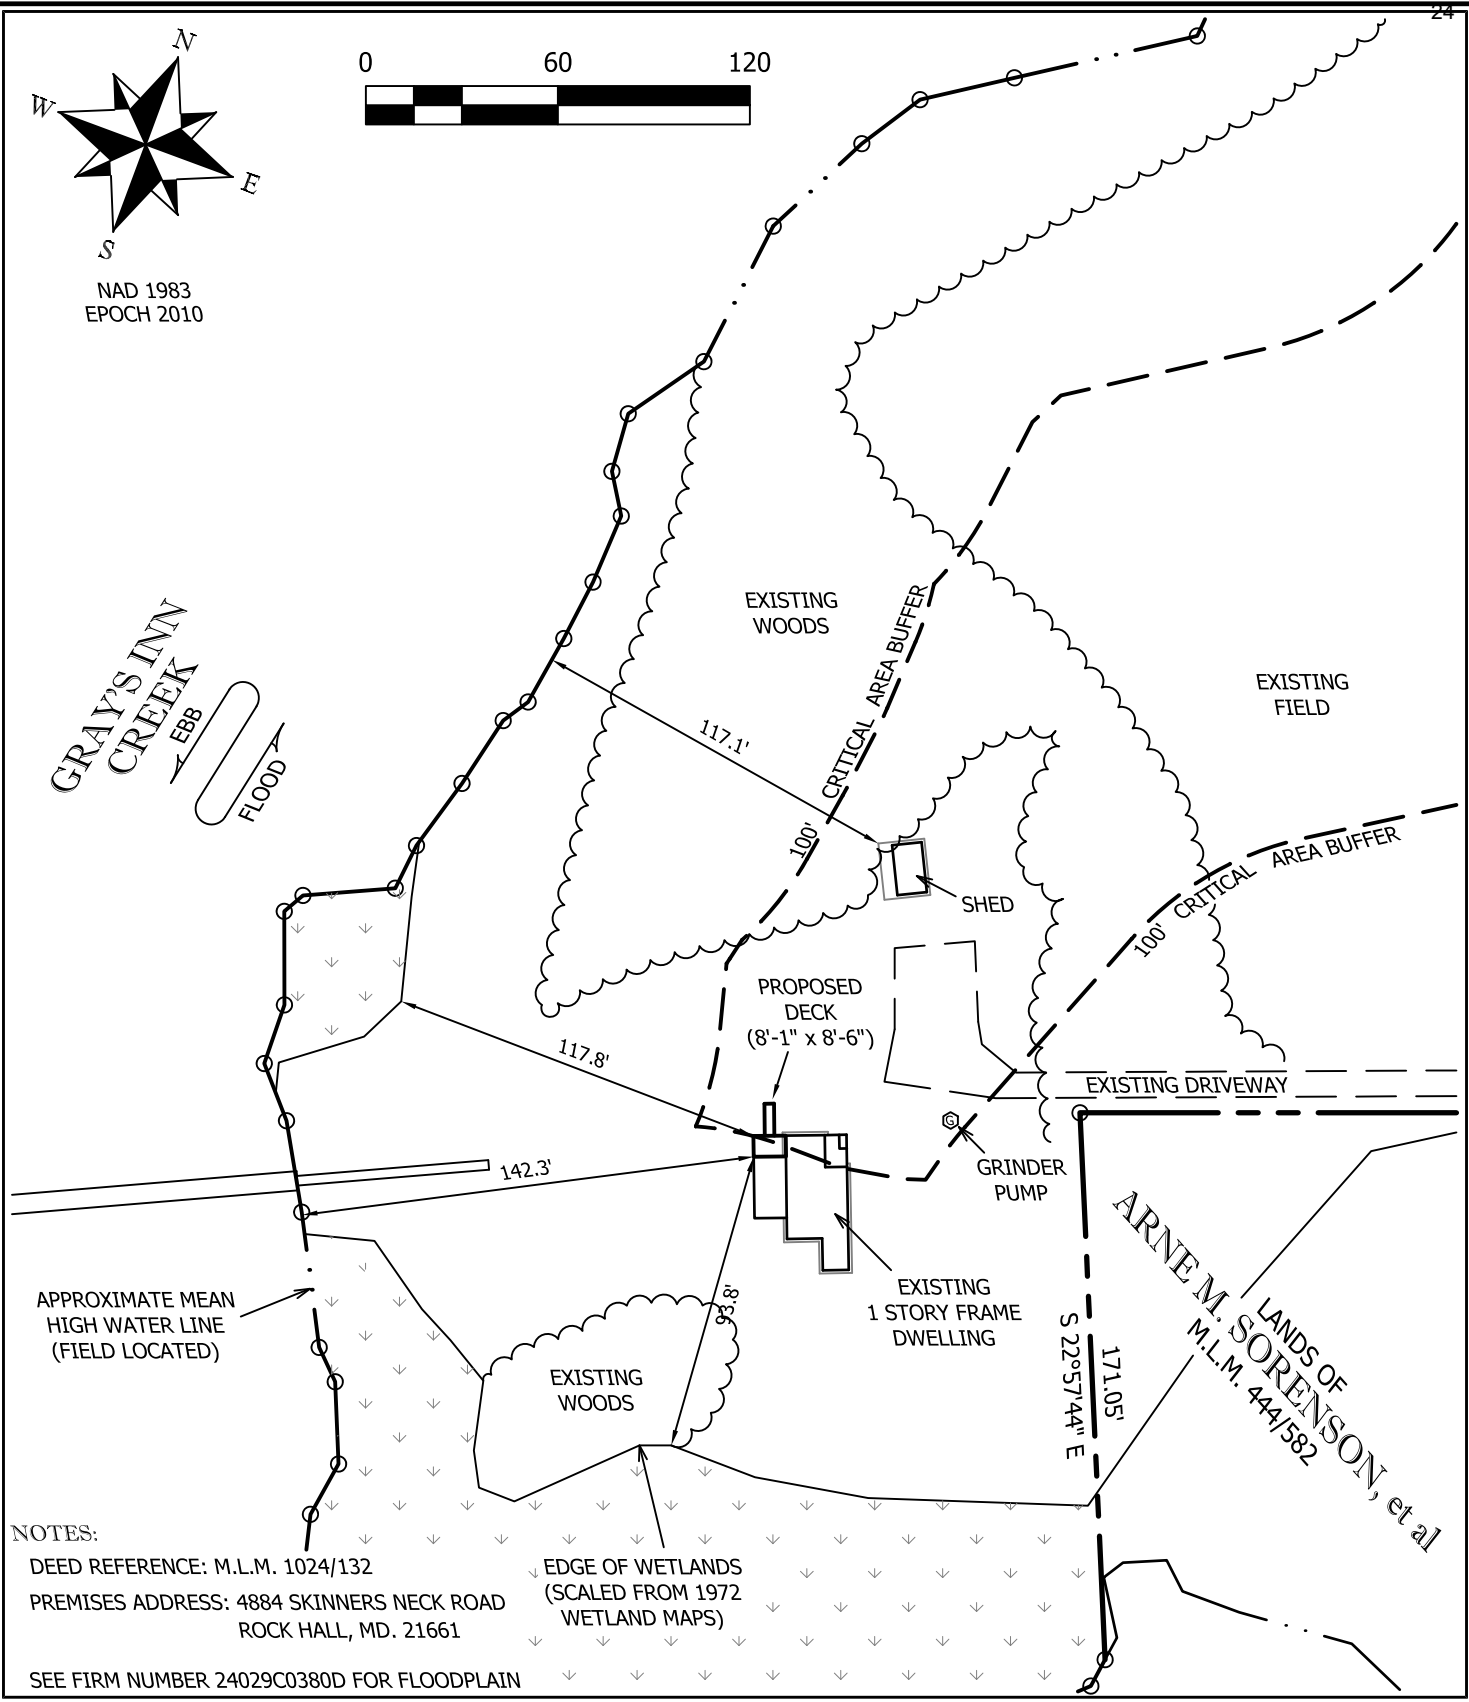 24
N
W
E
S
0 60 120
NAD 1983
EPOCH 2010
EXISTING
WOODS
CRITICAL AREA BUFFER
100'
EXISTING
FIELD
GRAY'S INN
CREEK
EBB
FLOOD
117.1'
SHED
CRITICAL AREA BUFFER
100'
PROPOSED
DECK
(8'-1" x 8'-6")
117.8'
EXISTING DRIVEWAY
G
GRINDER
PUMP
142.3'
93.8'
EXISTING
1 STORY FRAME
DWELLING
APPROXIMATE MEAN
HIGH WATER LINE
(FIELD LOCATED)
EXISTING
WOODS
S 22°57'44" E
171.05'
LANDS OF
ARNE M. SORENSON, et al
M.L.M. 444/582
EDGE OF WETLANDS
(SCALED FROM 1972
WETLAND MAPS)
NOTES:
DEED REFERENCE: M.L.M. 1024/132
PREMISES ADDRESS: 4884 SKINNERS NECK ROAD
ROCK HALL, MD. 21661
SEE FIRM NUMBER 24029C0380D FOR FLOODPLAIN